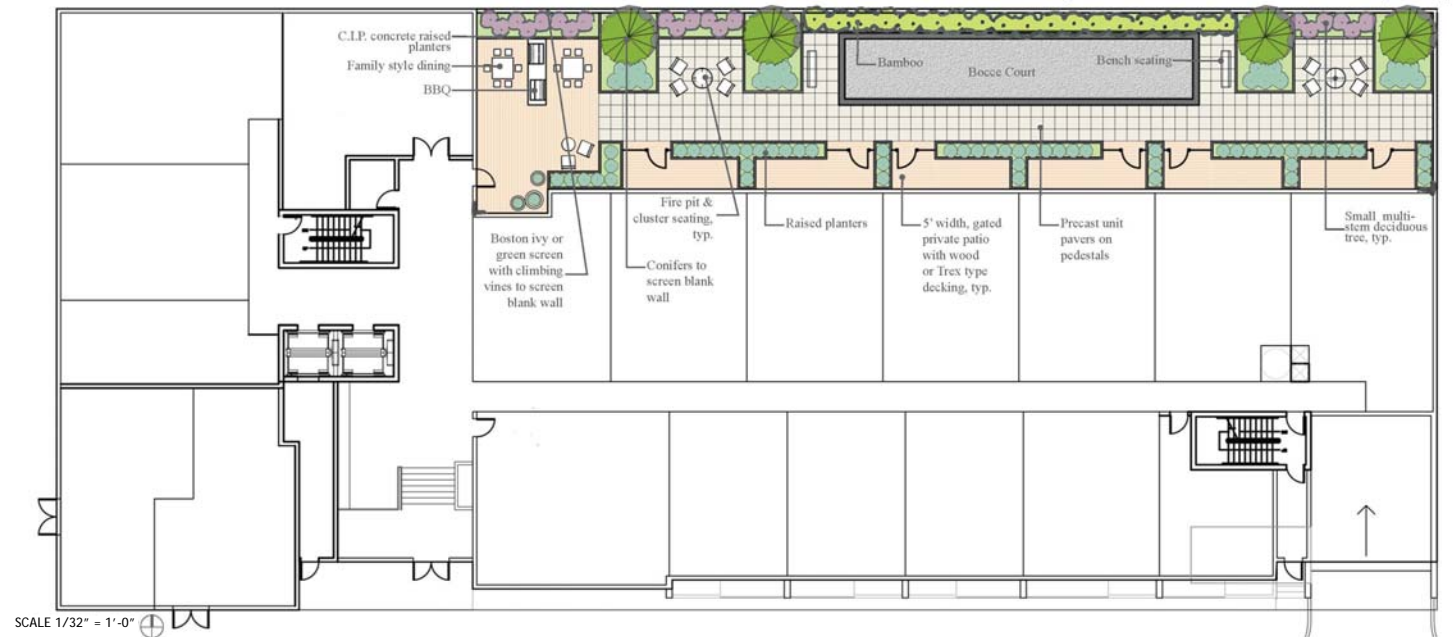 C.I.P. concrete raised
planters
Family style dining
BBQ
Bamboo
Bocce Court
Bench seating
Boston ivy or
green screen
with climbing
vines to screen
blank wall
Conifers to
screen blank
wall
Fire pit &
cluster seating,
typ.
Raised planters
5' width, gated
private patio
with wood
or Trex type
decking, typ.
Precast unit
pavers on
pedestals
Small multi-
stem deciduous
tree, typ.
SCALE 1/32" = 1'-0"